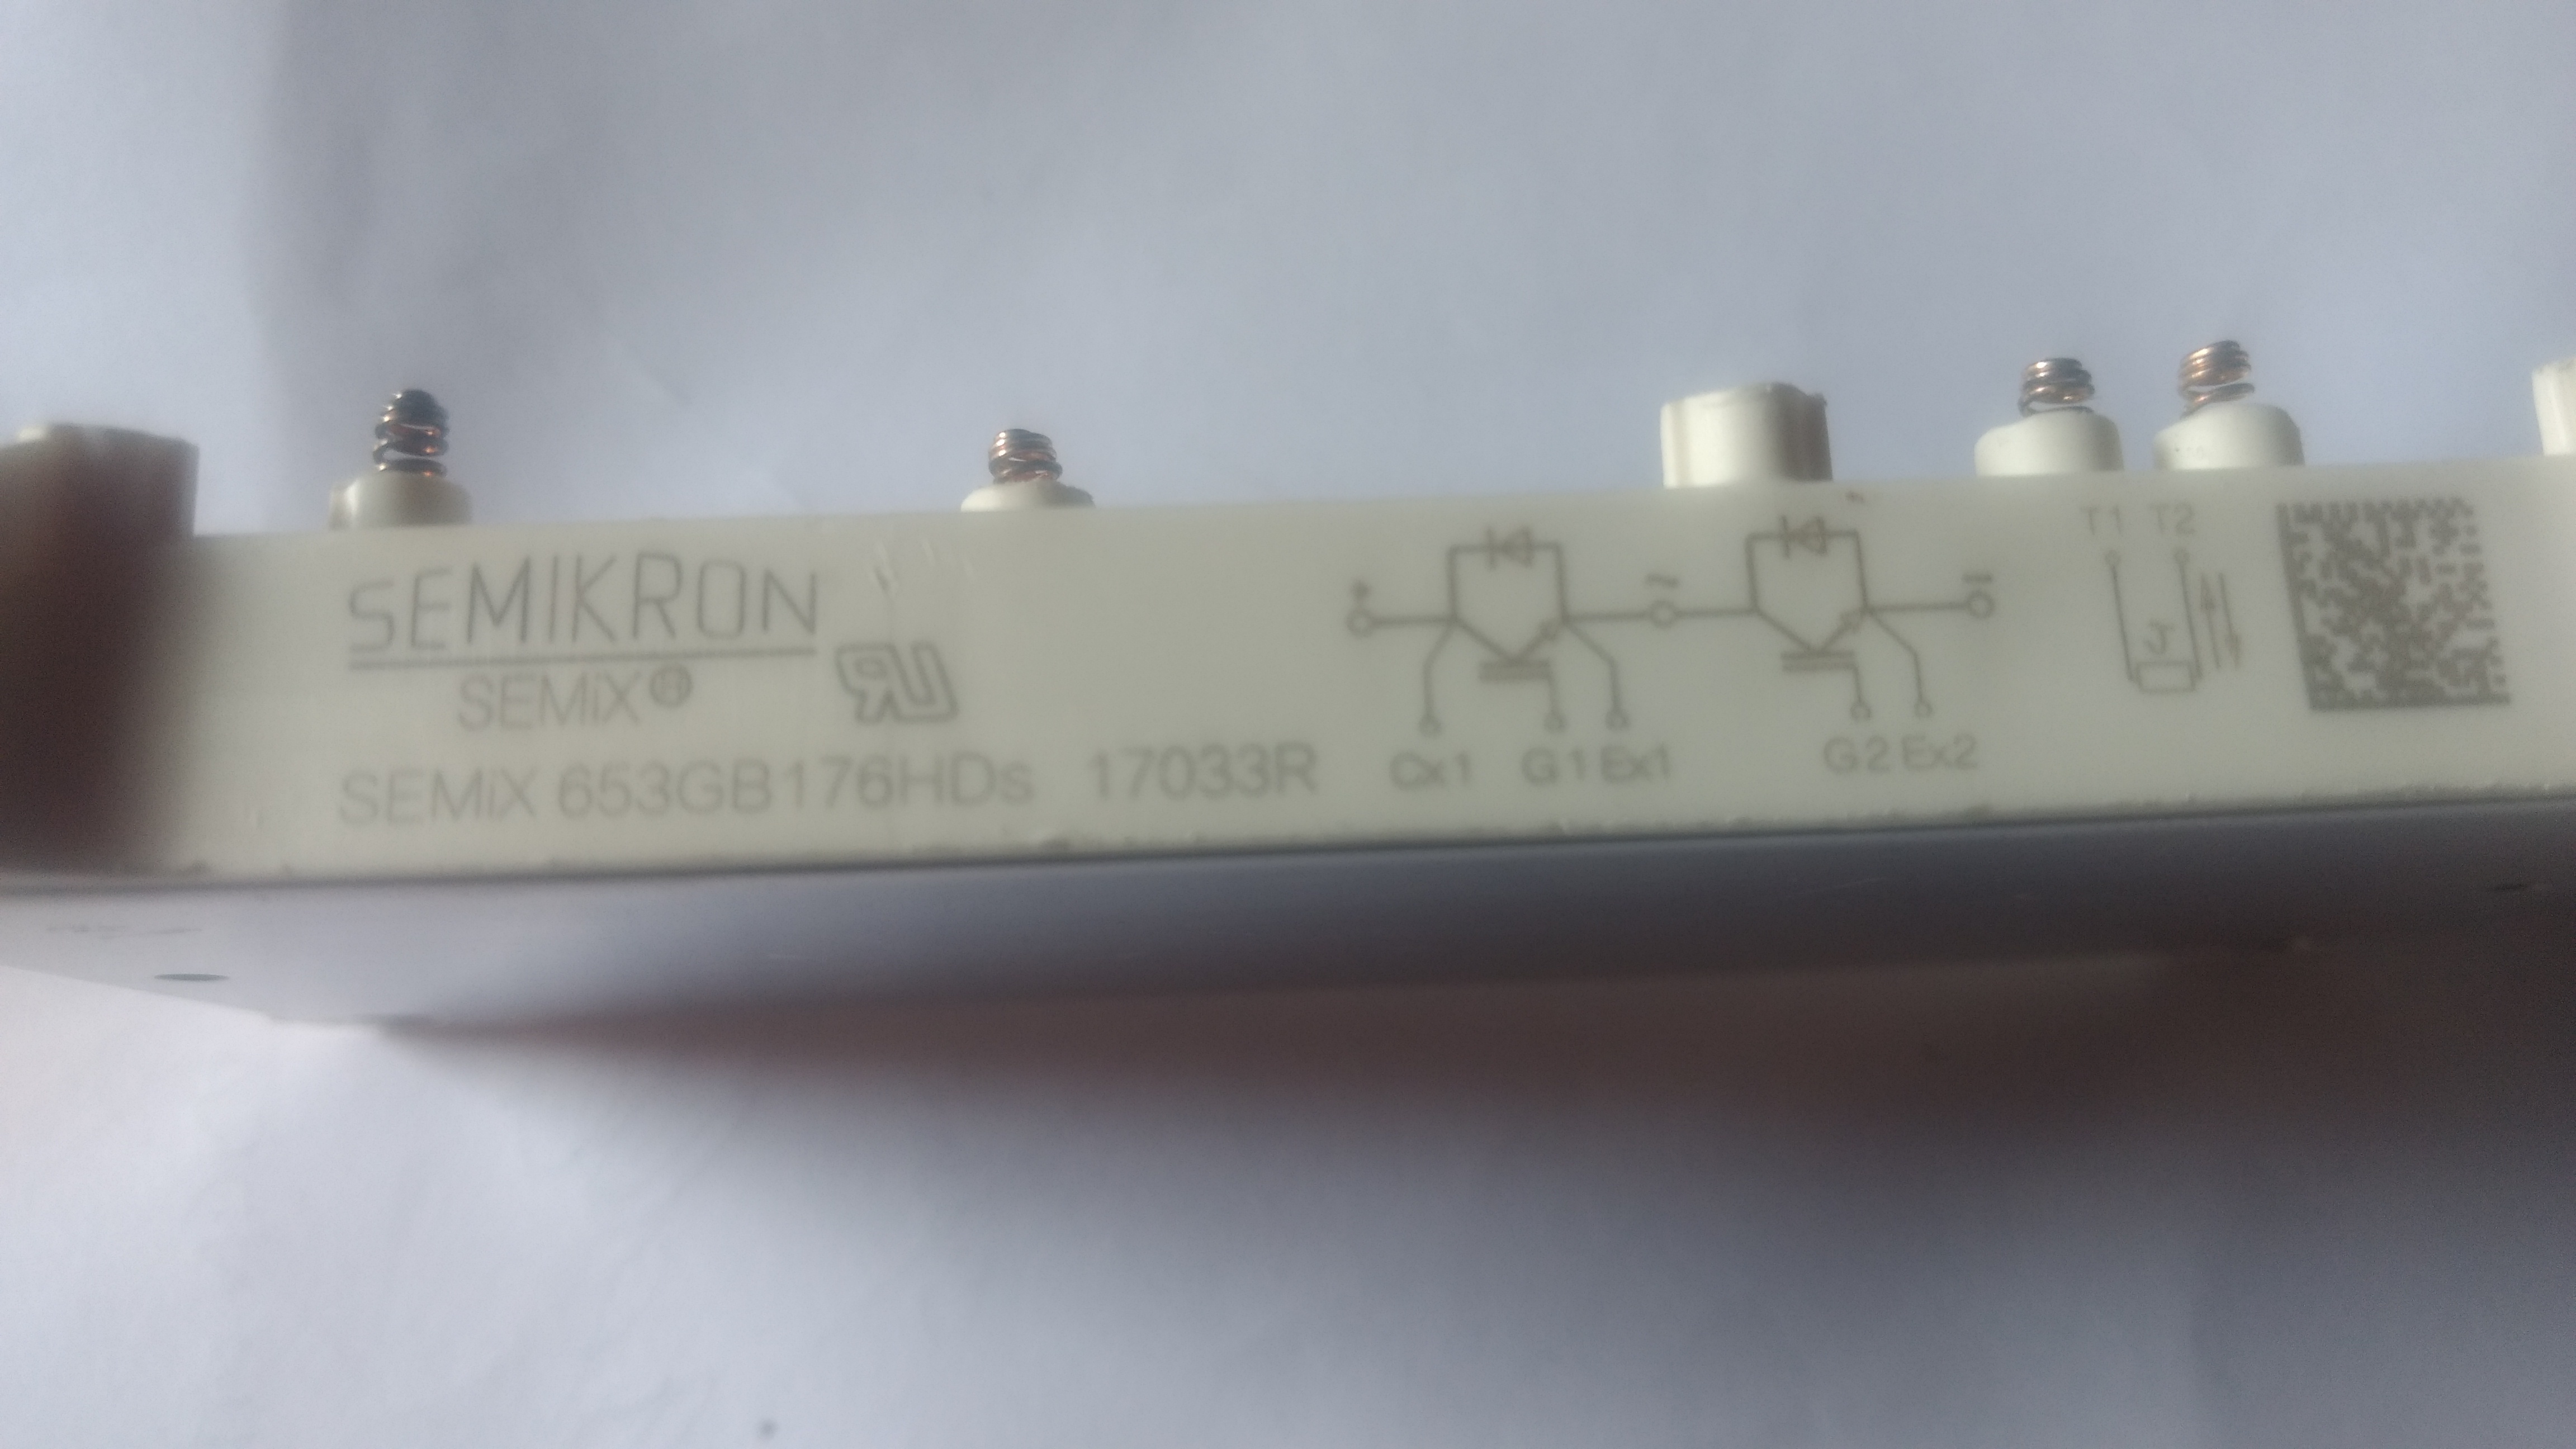 SEMIKRON
SEMiX®
SEMiX 653GB176HDs 17033R
+ ~ -
Cx1 G1 Ex1 G2 Ex2
T1 T2